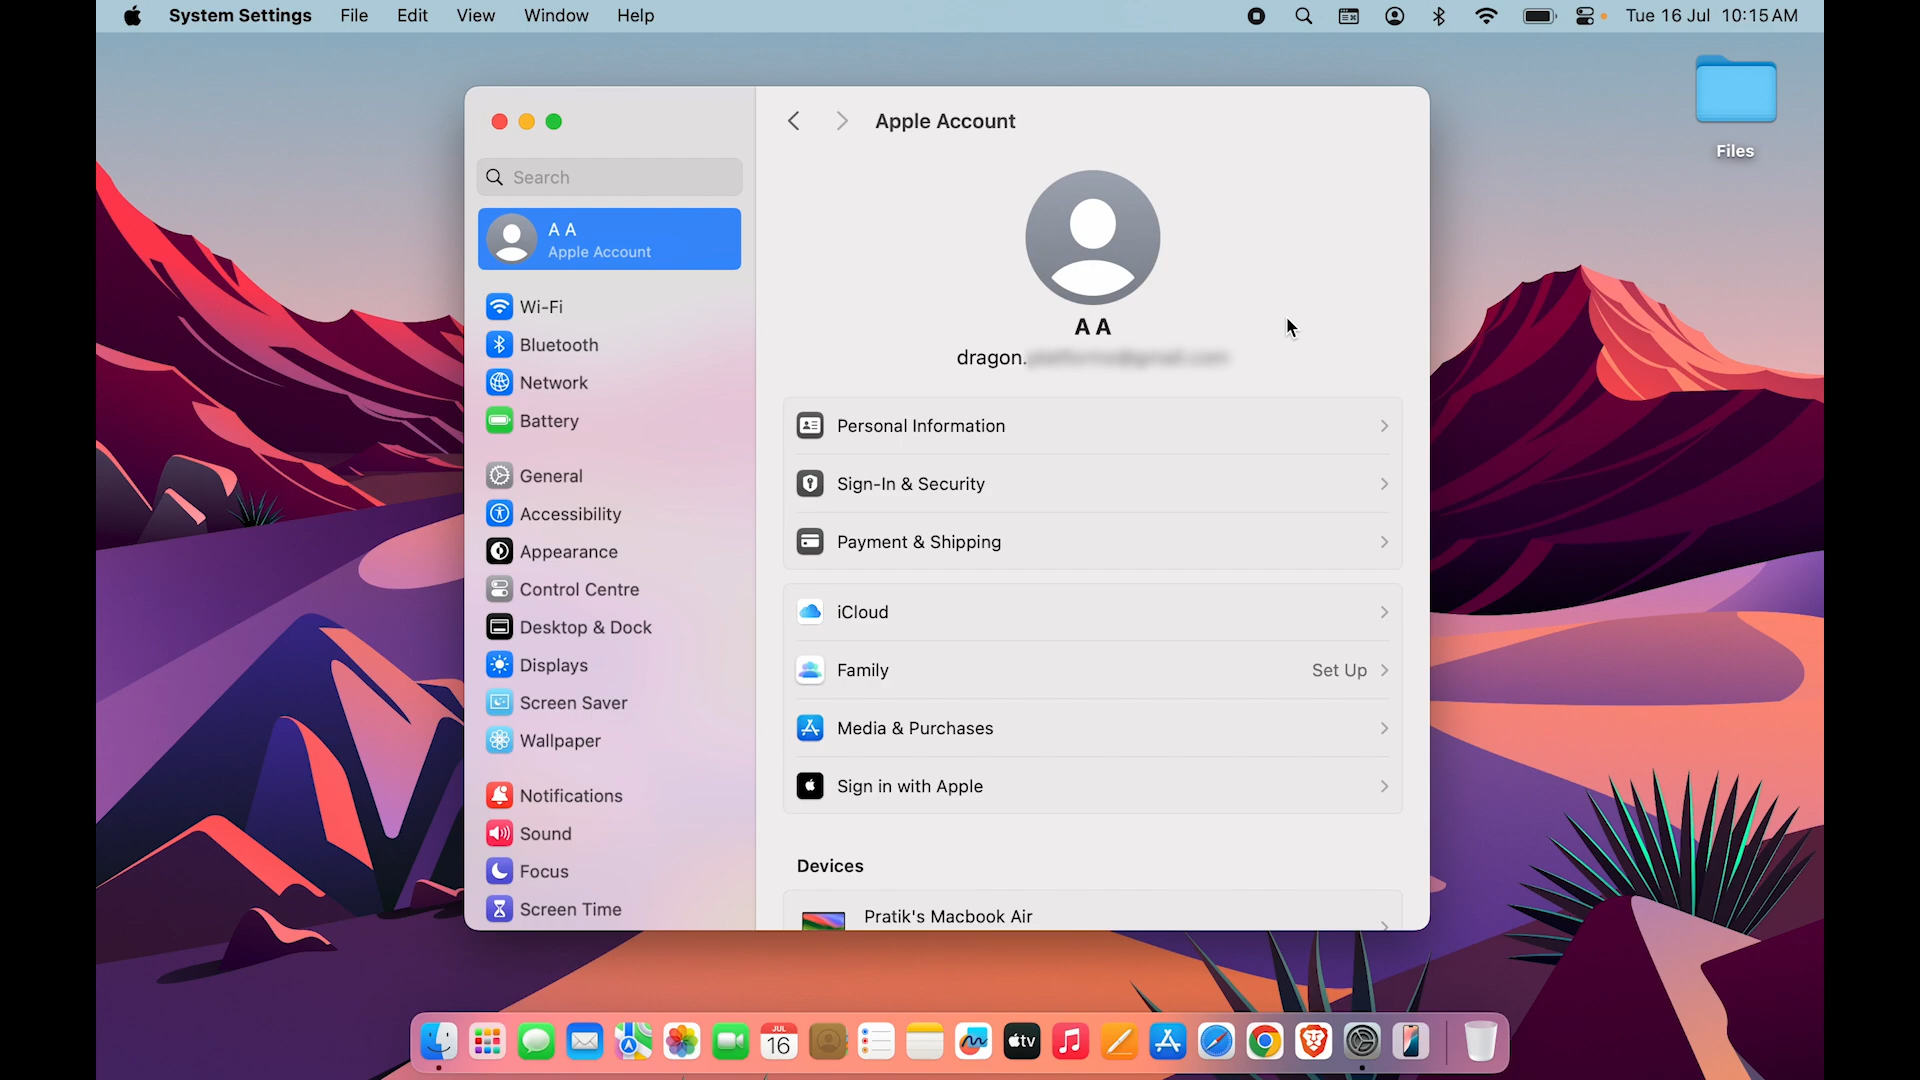 System Settings File Edit View Window Help Tue 16 Jul 10:15 AM
Files
Apple Account
Search
A A
Apple Account
A A
dragon.
Wi-Fi
Bluetooth
Network
Battery
General
Accessibility
Appearance
Control Centre
Desktop & Dock
Displays
Screen Saver
Wallpaper
Notifications
Sound
Focus
Screen Time
Personal Information
Sign-In & Security
Payment & Shipping
iCloud
Family Set Up
Media & Purchases
Sign in with Apple
Devices
Pratik's Macbook Air
JUL
16
tv